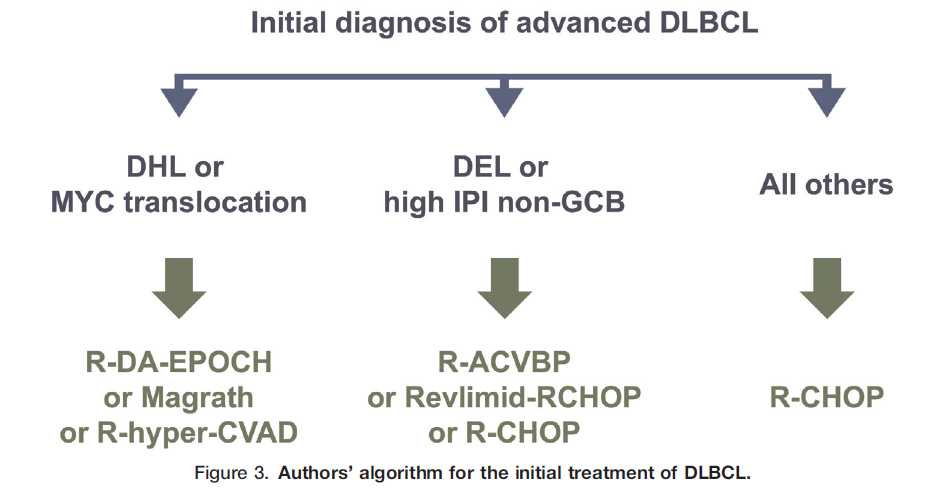 Initial diagnosis of advanced DLBCL
DHL or
MYC translocation
DEL or
high IPI non-GCB
All others
R-DA-EPOCH
or Magrath
or R-hyper-CVAD
R-ACVBP
or Revlimid-RCHOP
or R-CHOP
R-CHOP
Figure 3. Authors’ algorithm for the initial treatment of DLBCL.